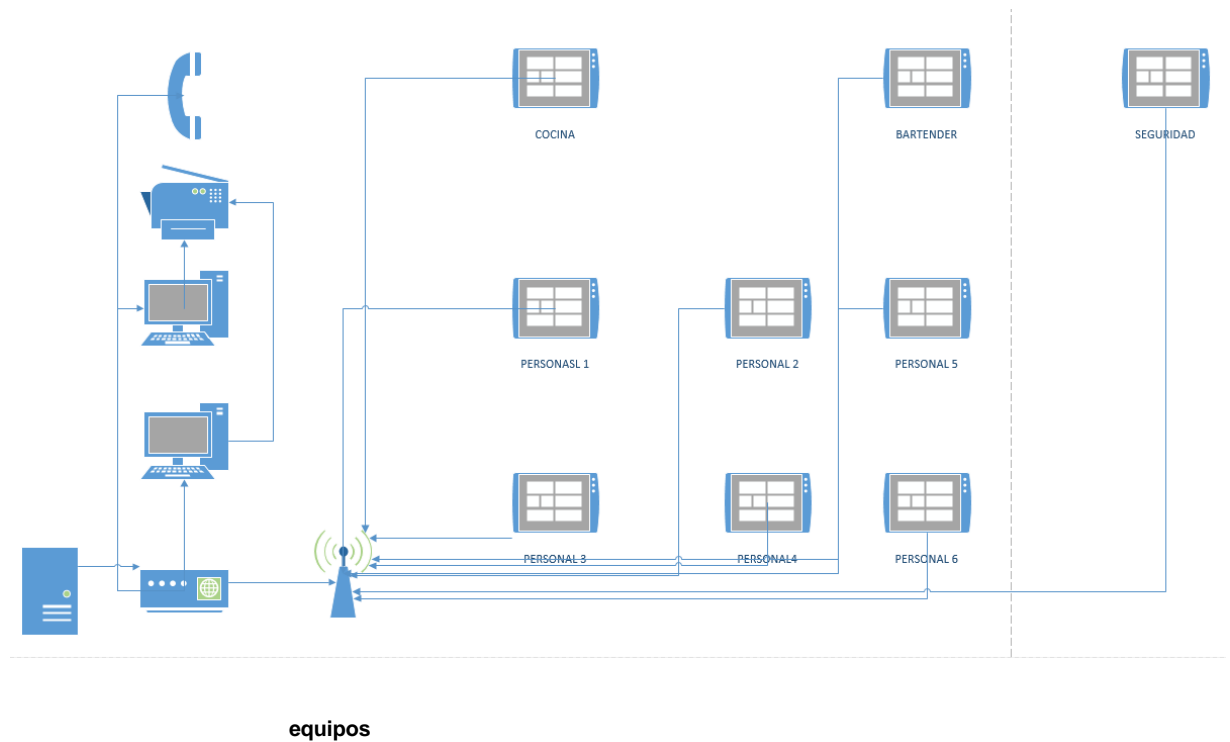 COCINA
BARTENDER
SEGURIDAD
PERSONASL 1
PERSONAL 2
PERSONAL 5
PERSONAL 3
PERSONAL4
PERSONAL 6
equipos